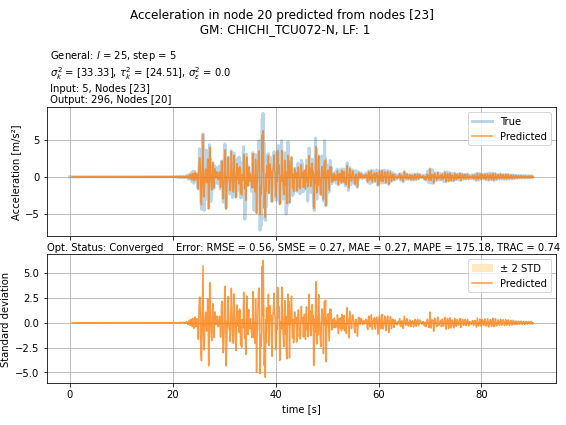 Acceleration in node 20 predicted from nodes [23]
GM: CHICHI_TCU072-N, LF: 1
General: l = 25, step = 5
σ²ₖ = [33.33], τ²ₖ = [24.51], σ²ε = 0.0
Input: 5, Nodes [23]
Output: 296, Nodes [20]
Acceleration [m/s²]
5
0
−5
True
Predicted
Opt. Status: Converged Error: RMSE = 0.56, SMSE = 0.27, MAE = 0.27, MAPE = 175.18, TRAC = 0.74
Standard deviation
5.0
2.5
0.0
−2.5
−5.0
± 2 STD
Predicted
0 20 40 60 80
time [s]